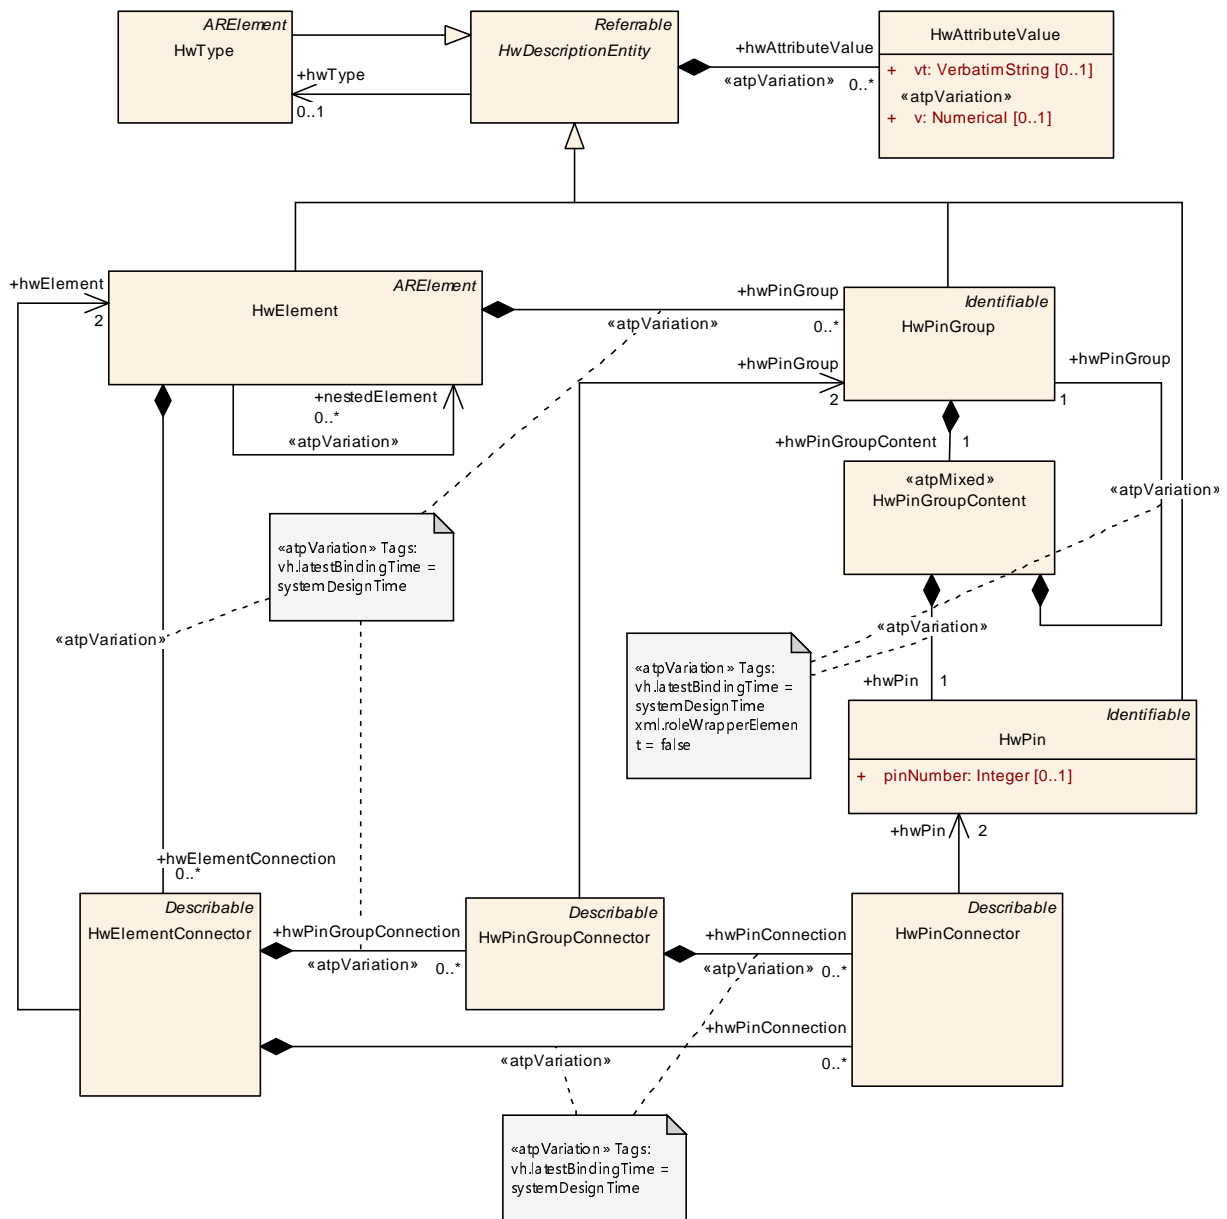 ARElement
HwType
Referrable
HwDescriptionEntity
HwAttributeValue
+ vt: VerbatimString [0..1]
«atpVariation»
+ v: Numerical [0..1]
+hwAttributeValue
«atpVariation»
0..*
+hwType
0..1
+hwElement
2
ARElement
HwElement
+hwPinGroup
«atpVariation»
0..*
Identifiable
HwPinGroup
+hwPinGroup
2
+hwPinGroup
1
+nestedElement
0..*
«atpVariation»
+hwPinGroupContent
1
«atpMixed»
HwPinGroupContent
«atpVariation»
«atpVariation» Tags:
vh.latestBindingTime =
systemDesignTime
«atpVariation»
«atpVariation»
«atpVariation» Tags:
vh.latestBindingTime =
systemDesignTime
xml.roleWrapperElemen
t = false
+hwPin
1
Identifiable
HwPin
+ pinNumber: Integer [0..1]
+hwPin
2
+hwElementConnection
0..*
Describable
HwElementConnector
+hwPinGroupConnection
«atpVariation»
0..*
Describable
HwPinGroupConnector
+hwPinConnection
«atpVariation»
0..*
Describable
HwPinConnector
+hwPinConnection
«atpVariation»
0..*
«atpVariation» Tags:
vh.latestBindingTime =
systemDesignTime